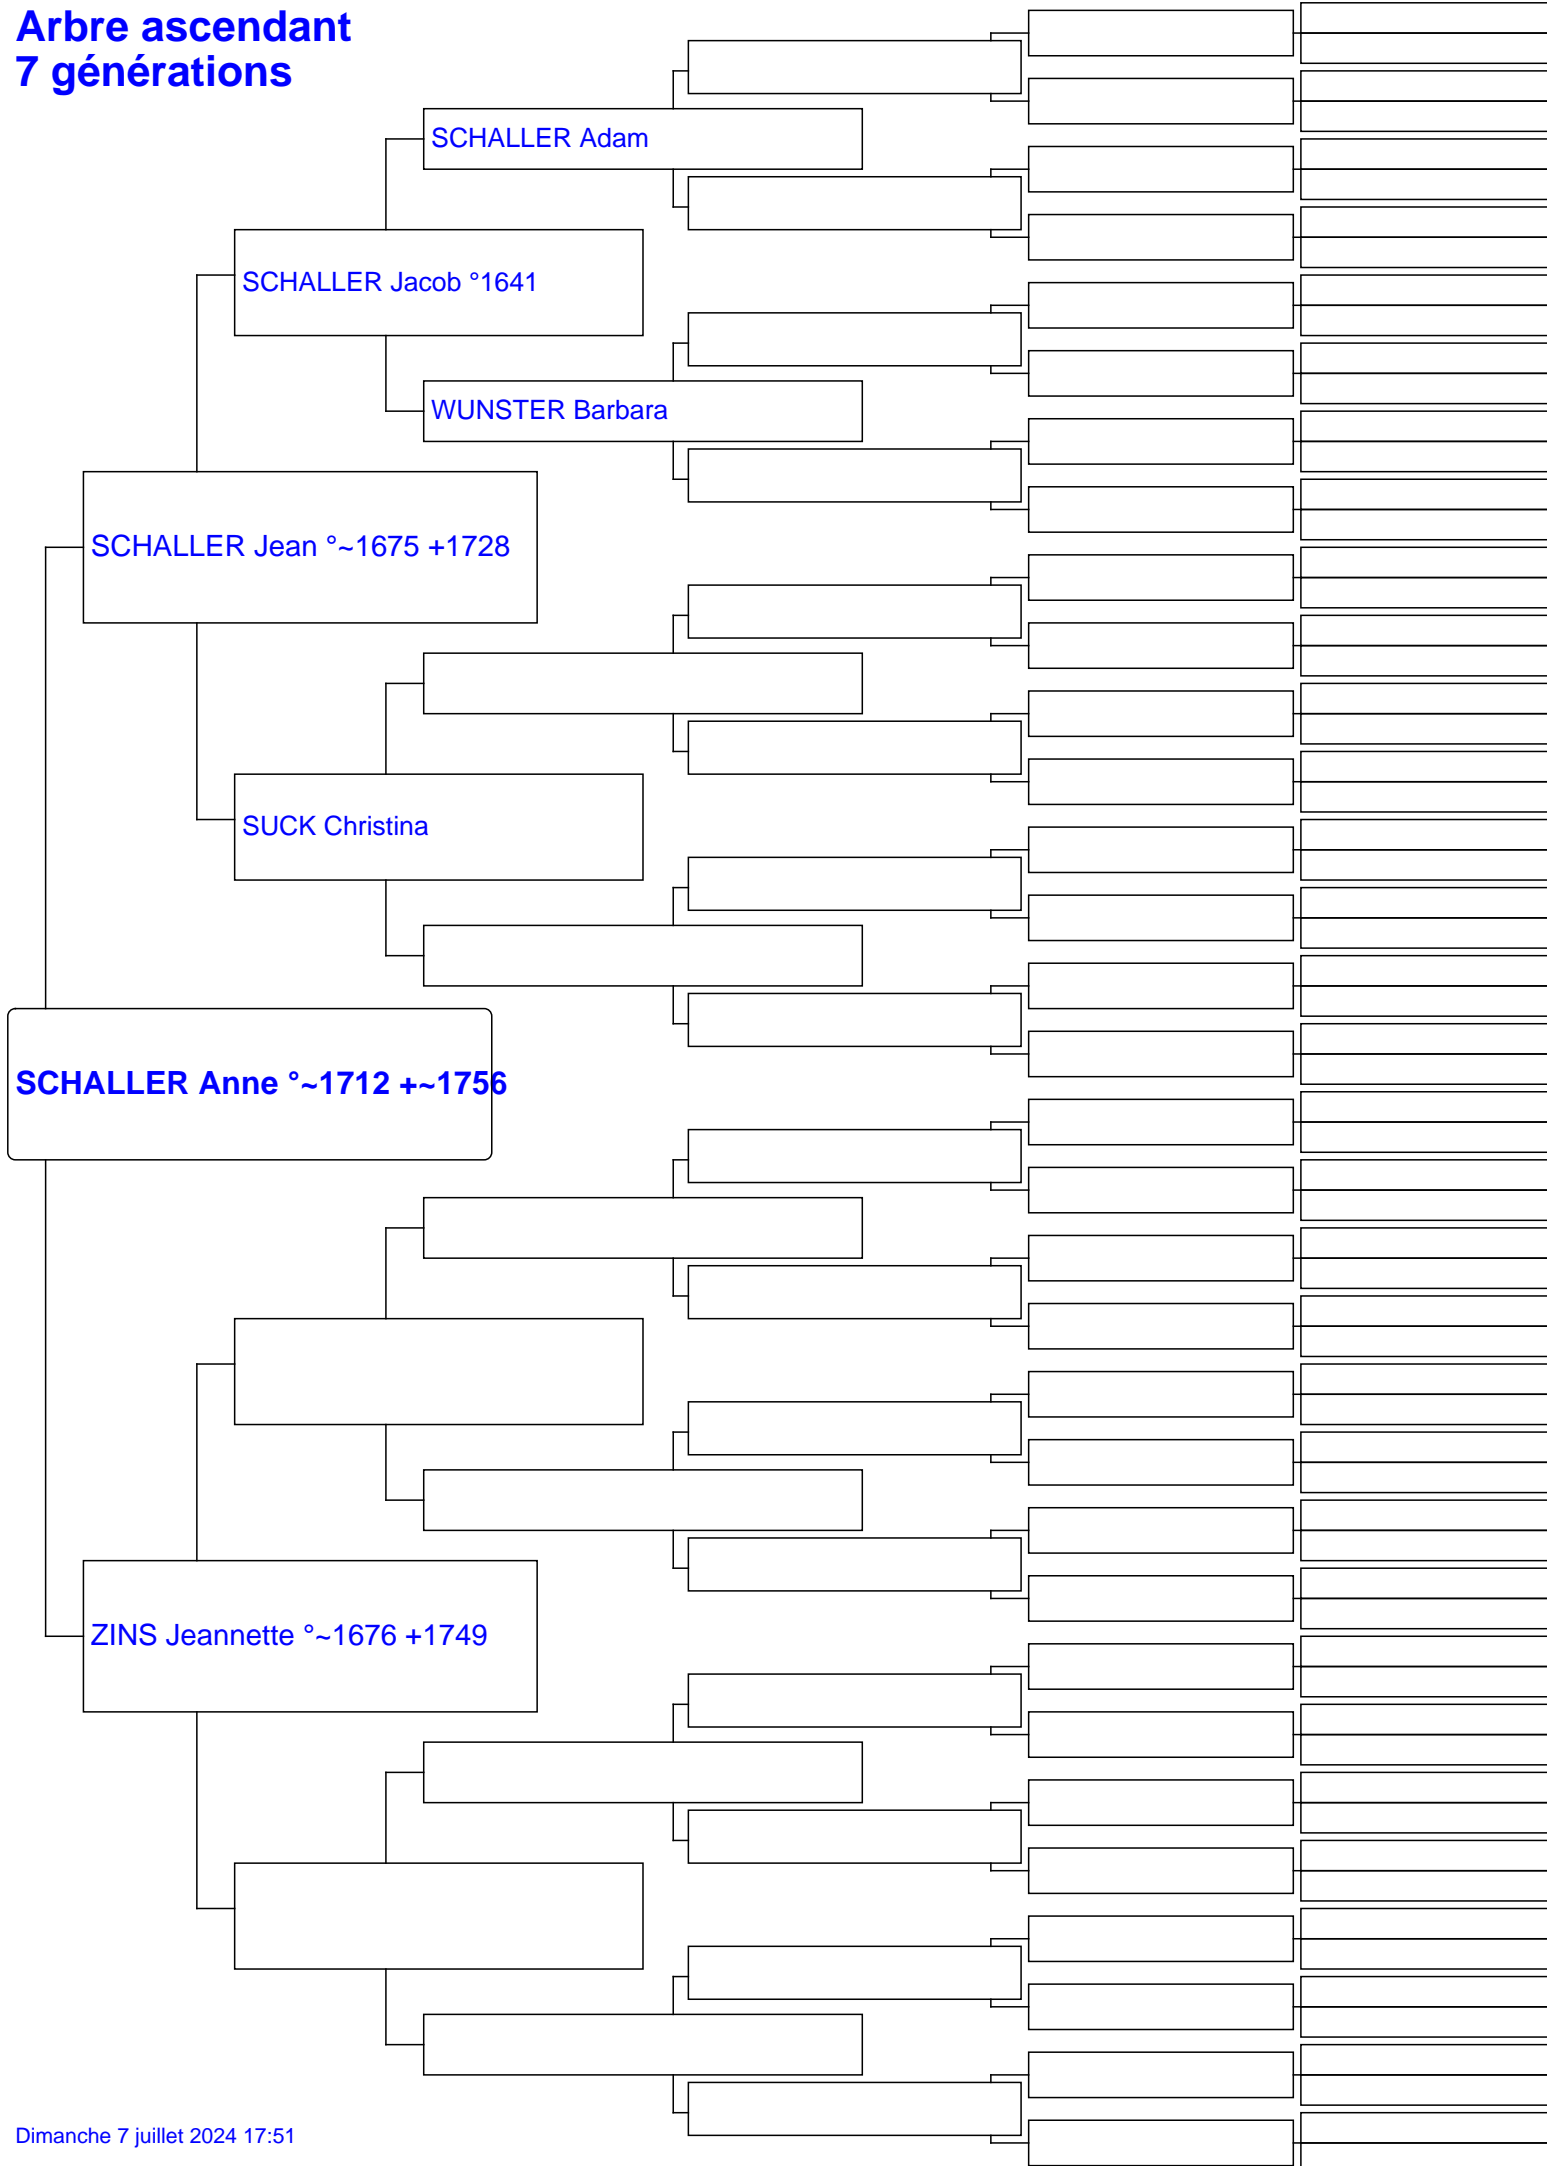 Arbre ascendant
7 générations
SCHALLER Adam
SCHALLER Jacob °1641
WUNSTER Barbara
SCHALLER Jean °~1675 +1728
SUCK Christina
SCHALLER Anne °~1712 +~1756
ZINS Jeannette °~1676 +1749
Dimanche 7 juillet 2024 17:51